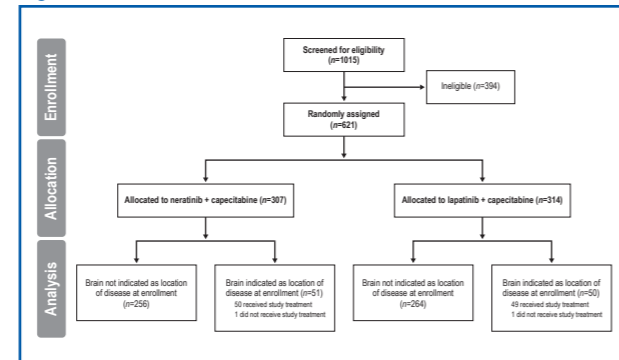 Enrollment
Screened for eligibility
(n=1015)
Ineligible (n=394)
Randomly assigned
(n=621)
Allocation
Allocated to neratinib + capecitabine (n=307)
Allocated to lapatinib + capecitabine (n=314)
Analysis
Brain not indicated as location
of disease at enrollment
(n=256)
Brain indicated as location of
disease at enrollment (n=51)
50 received study treatment
1 did not receive study treatment
Brain not indicated as location
of disease at enrollment
(n=264)
Brain indicated as location of
disease at enrollment (n=50)
49 received study treatment
1 did not receive study treatment